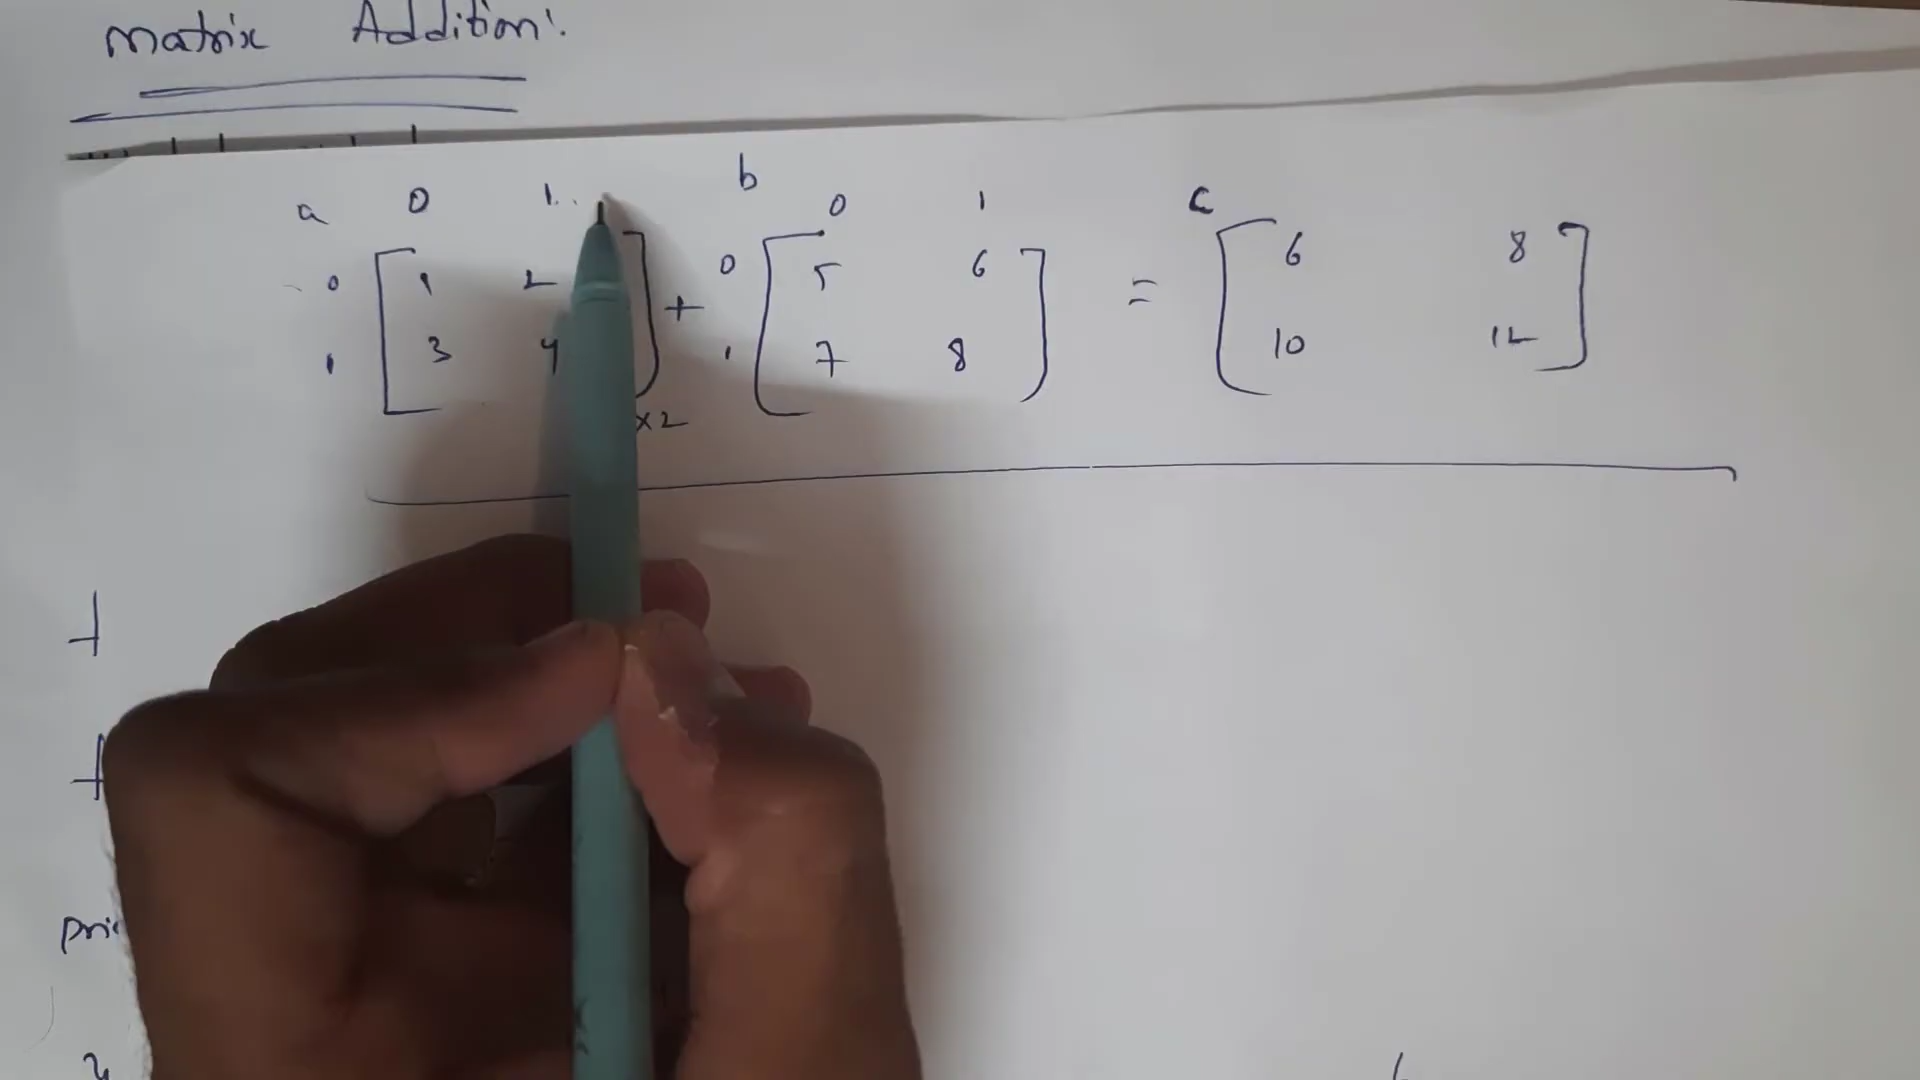 Matrix Addition:
a 0 1 b 0 1 c
0 1 2 + 0 5 6 = 6 8
1 3 4 1 7 8 10 12
x2